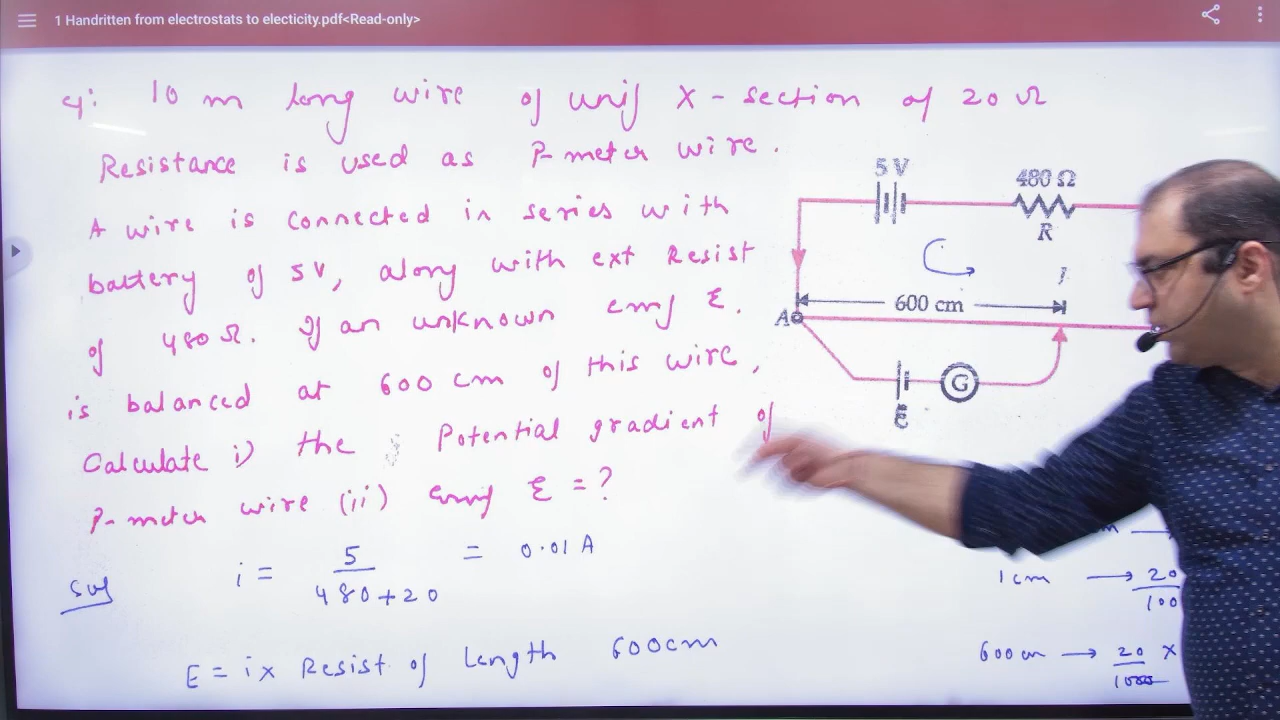 1 Handritten from electrostats to electicity.pdf<Read-only>
q: 10 m long wire of unif X-section of 20 Ω
Resistance is used as P-meter wire.
A wire is connected in series with
battery of 5V, along with ext Resist
of 480Ω. If an unknown emf Ɛ.
is balanced at 600 cm of this wire,
Calculate i) the Potential gradient of
P-meter wire (ii) emf Ɛ = ?
Sol i = 5 / 480+20 = 0.01 A
E = i x Resist. of Length 600cm
5 V
480 Ω
R
600 cm
J
A
G
E
1 cm → 20 / 100
600 cm → 20 / 1000 X